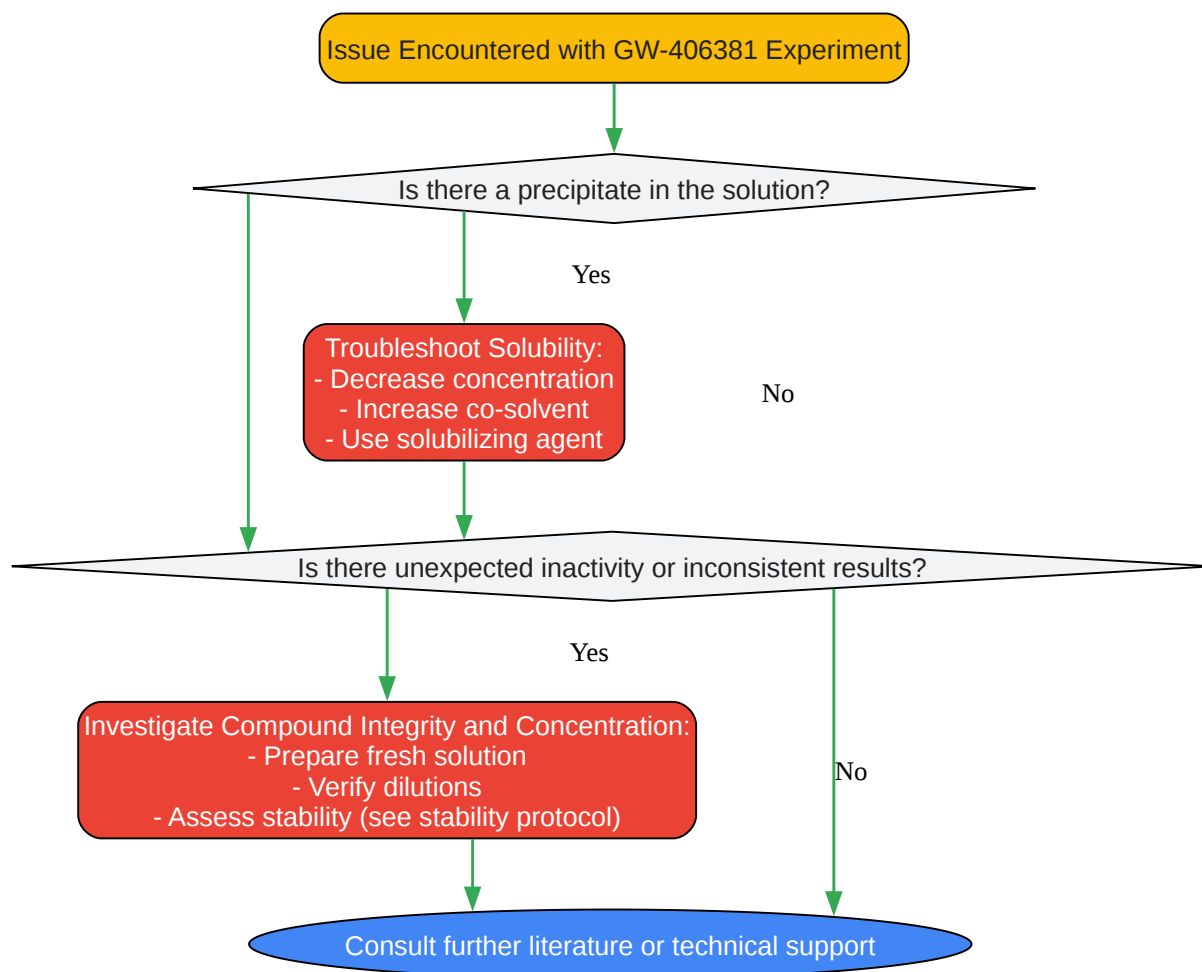 Issue Encountered with GW-406381 Experiment
Is there a precipitate in the solution?
Yes
Troubleshoot Solubility:
- Decrease concentration
- Increase co-solvent
- Use solubilizing agent
No
Is there unexpected inactivity or inconsistent results?
Yes
Investigate Compound Integrity and Concentration:
- Prepare fresh solution
- Verify dilutions
- Assess stability (see stability protocol)
No
Consult further literature or technical support